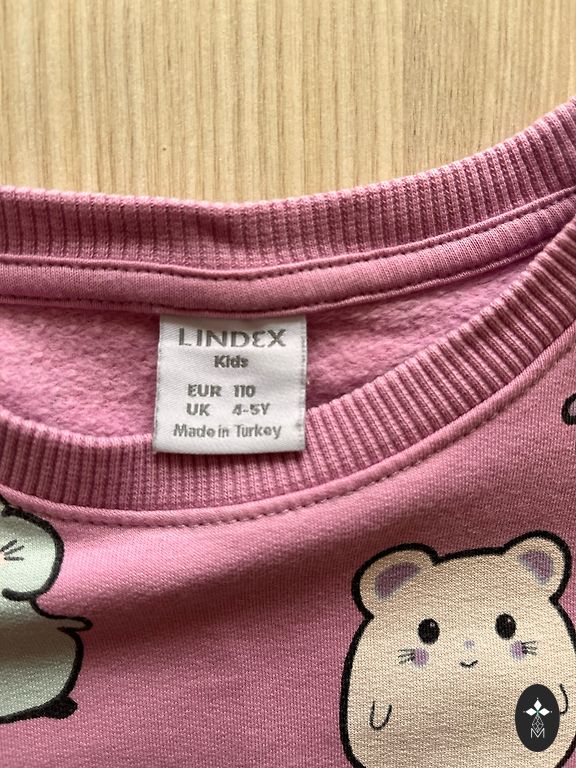 LINDEX
Kids
EUR 110
UK 4-5Y
Made in Turkey
M